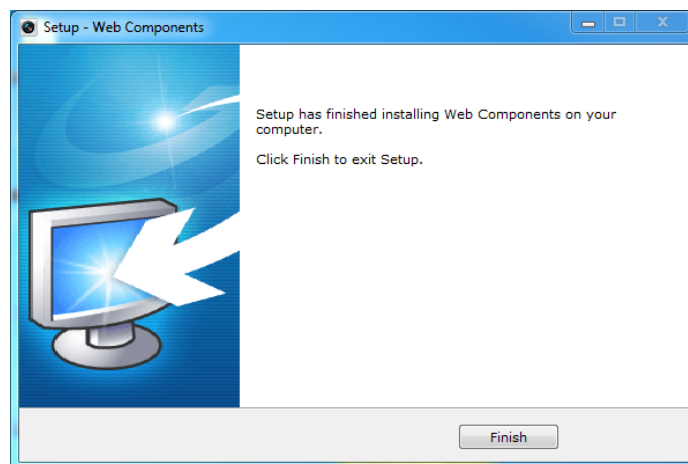 Setup - Web Components
Setup has finished installing Web Components on your
computer.
Click Finish to exit Setup.
Finish